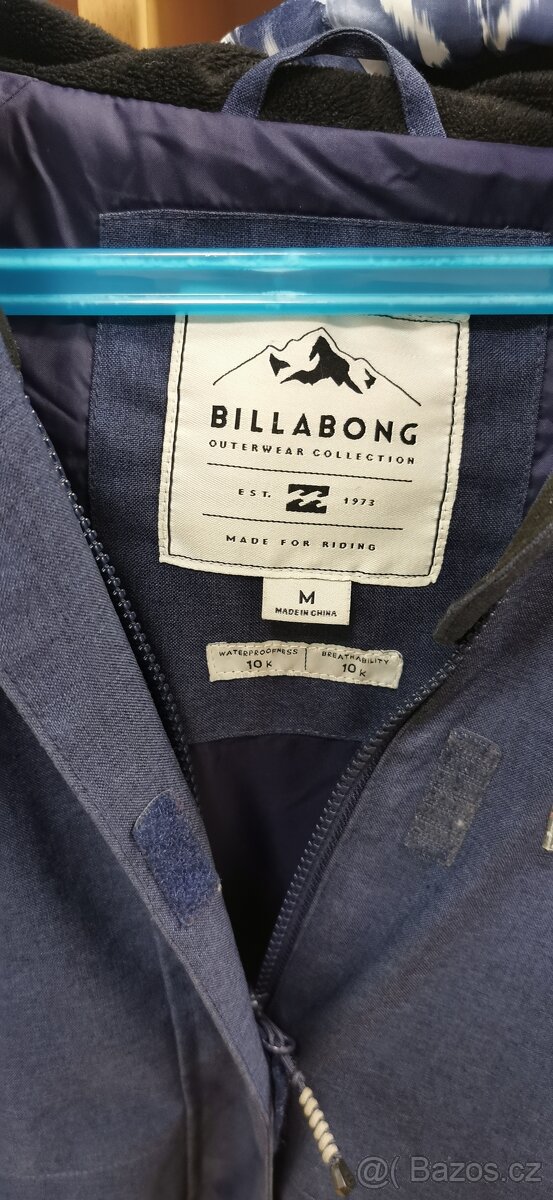 BILLABONG
OUTERWEAR COLLECTION
EST. 1973
MADE FOR RIDING
M
MADE IN CHINA
WATERPROOFNESS BREATHABILITY
10 K 10 K
@( Bazos.cz